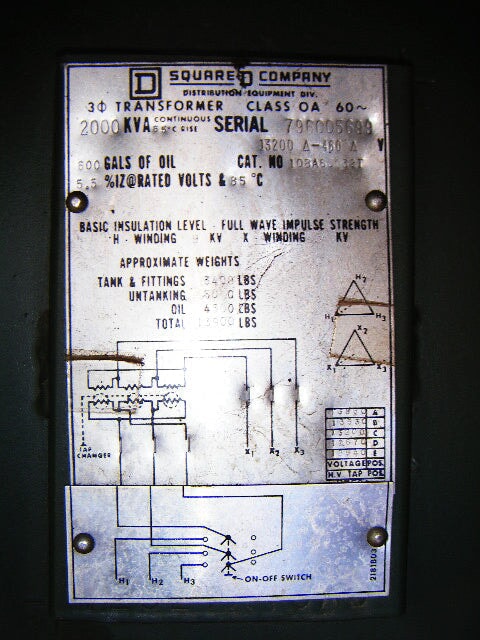 D SQUARE D COMPANY
DISTRIBUTION EQUIPMENT DIV.
3Φ TRANSFORMER CLASS OA 60~
2000 KVA CONTINUOUS 65°C RISE SERIAL
13200 Δ-480 Δ V
600 GALS OF OIL CAT. NO
5.5 %IZ@RATED VOLTS & 85 °C
BASIC INSULATION LEVEL - FULL WAVE IMPULSE STRENGTH
H - WINDING KV X - WINDING KV
APPROXIMATE WEIGHTS
TANK & FITTINGS LBS
UNTANKING LBS
OIL LBS
TOTAL LBS
H2
H1 H3
X2
X1 X3
TAP CHANGER
X1 X2 X3
A
B
C
D
E
VOLTAGE POS.
H.V. TAP POS.
H1 H2 H3
ON-OFF SWITCH
2181803